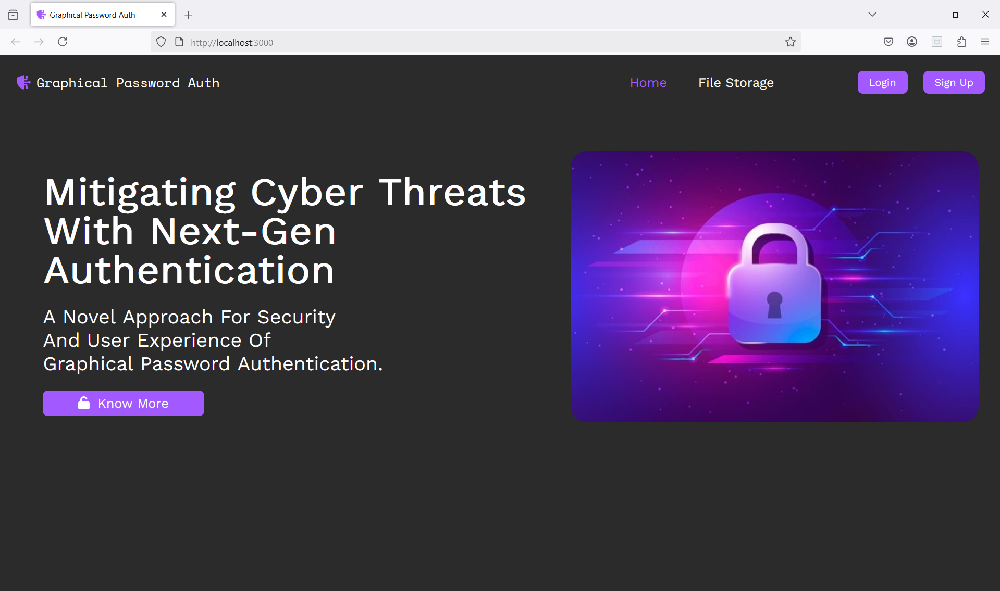 Graphical Password Auth
http://localhost:3000
Graphical Password Auth
Home
File Storage
Login
Sign Up
Mitigating Cyber Threats
With Next-Gen
Authentication
A Novel Approach For Security
And User Experience Of
Graphical Password Authentication.
Know More